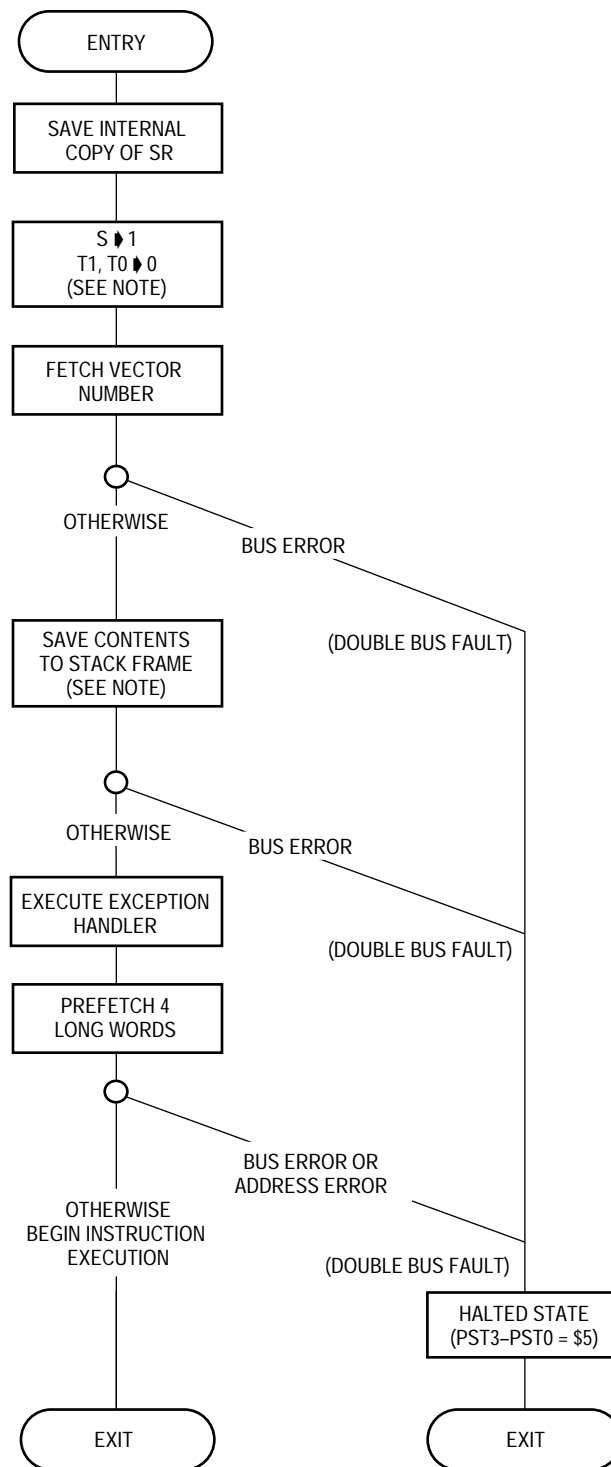 ENTRY
SAVE INTERNAL
COPY OF SR
S ➧ 1
T1, T0 ➧ 0
(SEE NOTE)
FETCH VECTOR
NUMBER
OTHERWISE
BUS ERROR
(DOUBLE BUS FAULT)
SAVE CONTENTS
TO STACK FRAME
(SEE NOTE)
OTHERWISE
BUS ERROR
(DOUBLE BUS FAULT)
EXECUTE EXCEPTION
HANDLER
PREFETCH 4
LONG WORDS
BUS ERROR OR
ADDRESS ERROR
OTHERWISE
BEGIN INSTRUCTION
EXECUTION
(DOUBLE BUS FAULT)
HALTED STATE
(PST3–PST0 = $5)
EXIT
EXIT